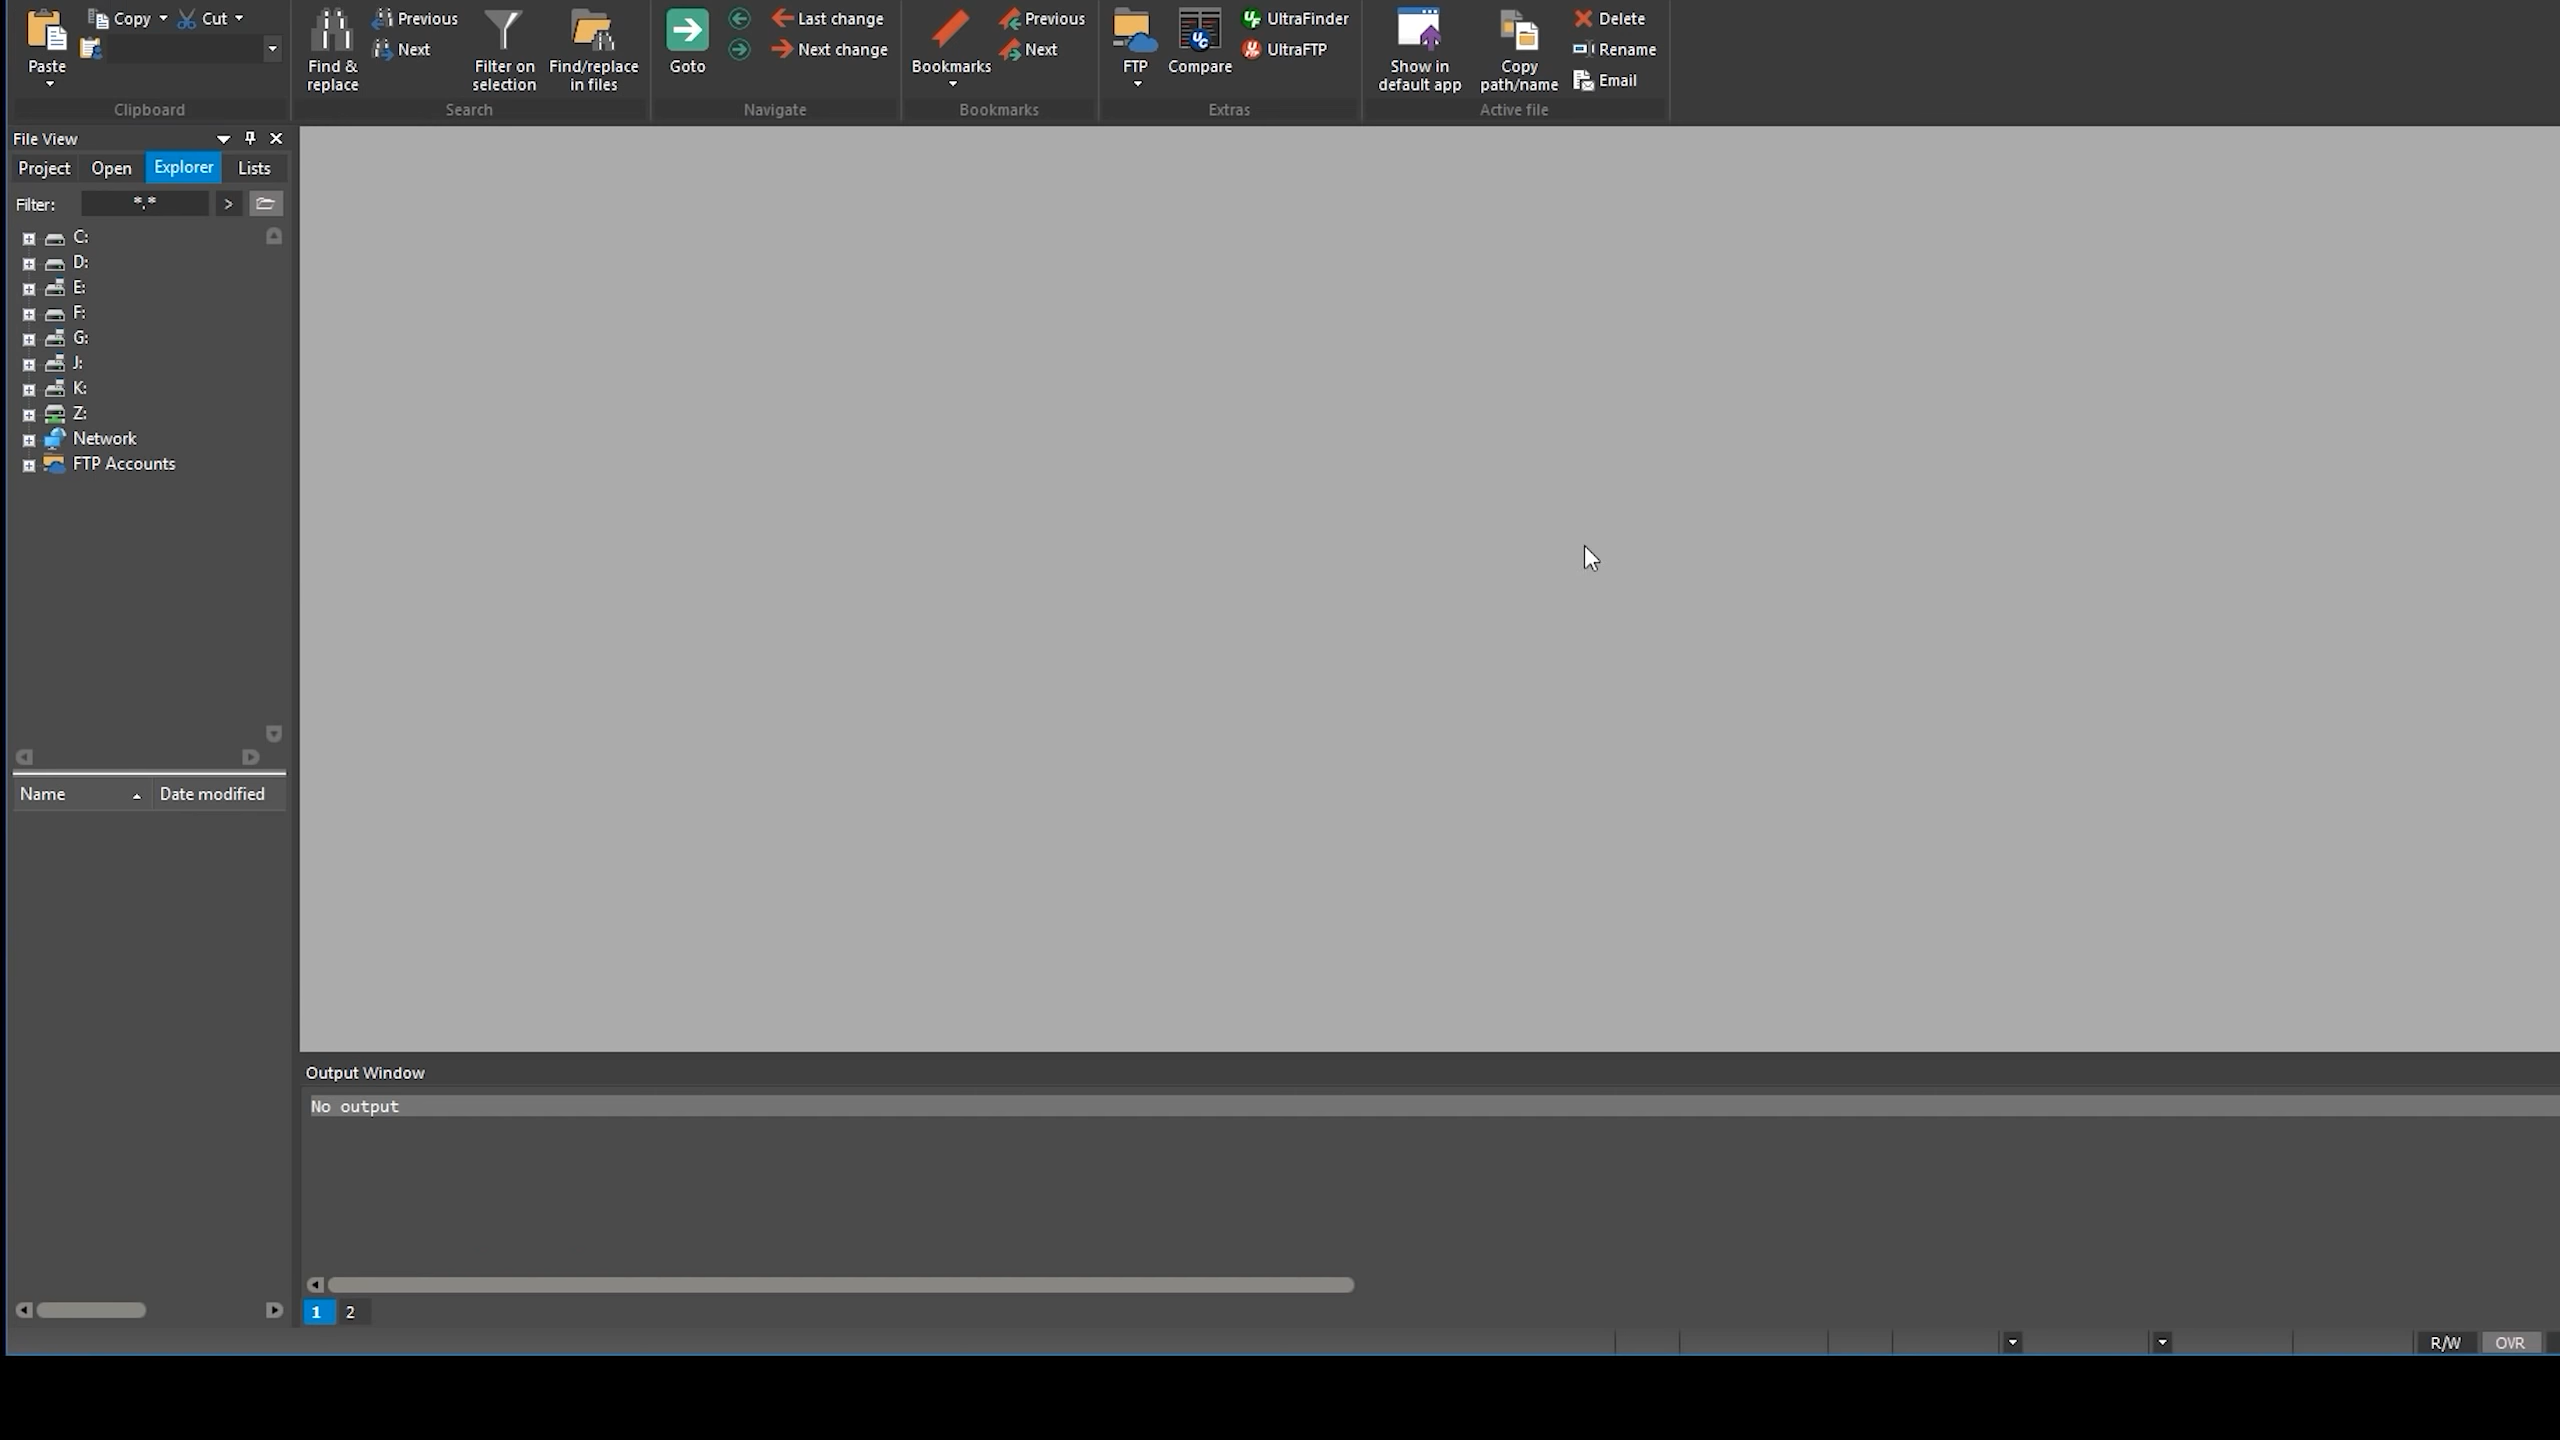 Copy Cut
Paste
Clipboard
Previous
Next
Find &
replace
Filter on
selection
Find/replace
in files
Search
Goto
Last change
Next change
Navigate
Bookmarks
Previous
Next
Bookmarks
FTP
Compare
UltraFinder
UltraFTP
Extras
Show in
default app
Copy
path/name
Delete
Rename
Email
Active file
File View
Project Open Explorer Lists
Filter: *.* >
C:
D:
E:
F:
G:
J:
K:
Z:
Network
FTP Accounts
Name Date modified
Output Window
No output
1 2
R/W OVR